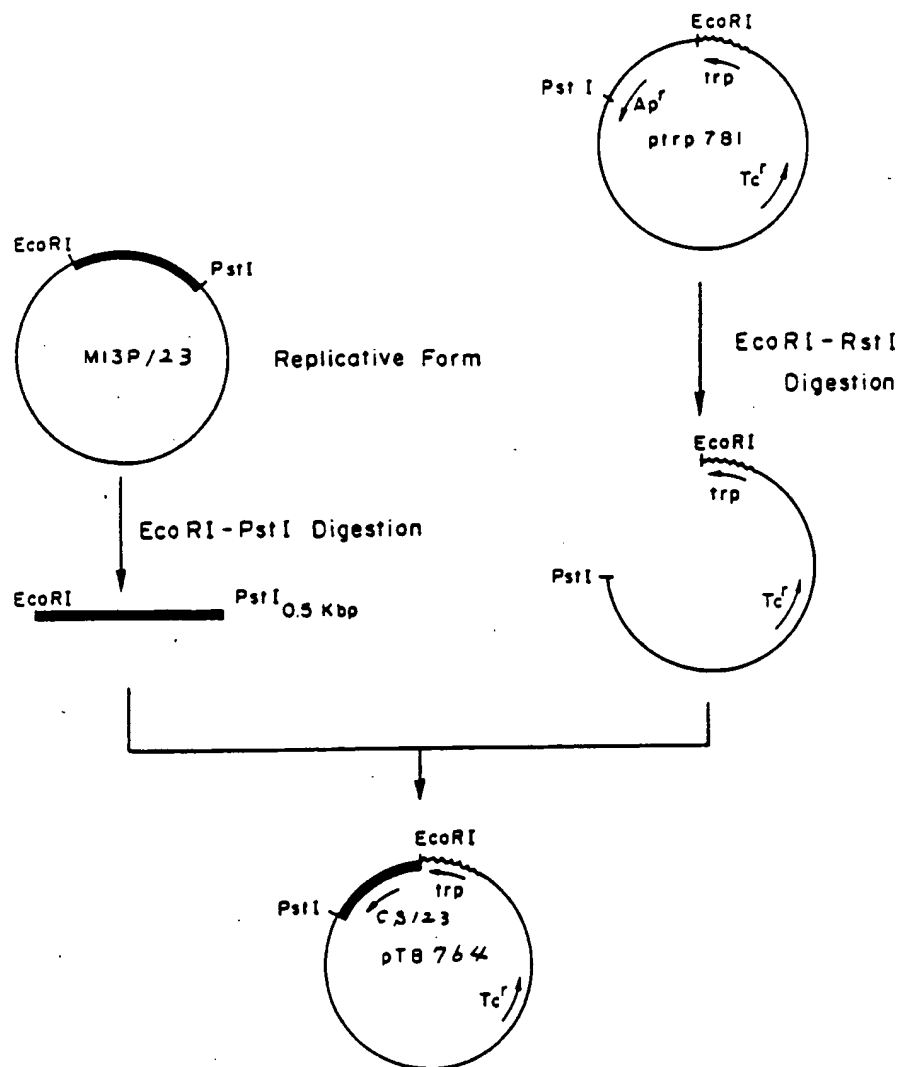 EcoRI
trp
Pst I
Apʳ
ptrp 781
Tcʳ
EcoRI
PstI
M13P/23
Replicative Form
EcoRI-RstI
Digestion
EcoRI
trp
PstI
Tcʳ
EcoRI-PstI Digestion
EcoRI
PstI
0.5 Kbp
EcoRI
trp
PstI
CS/23
pTB 764
Tcʳ